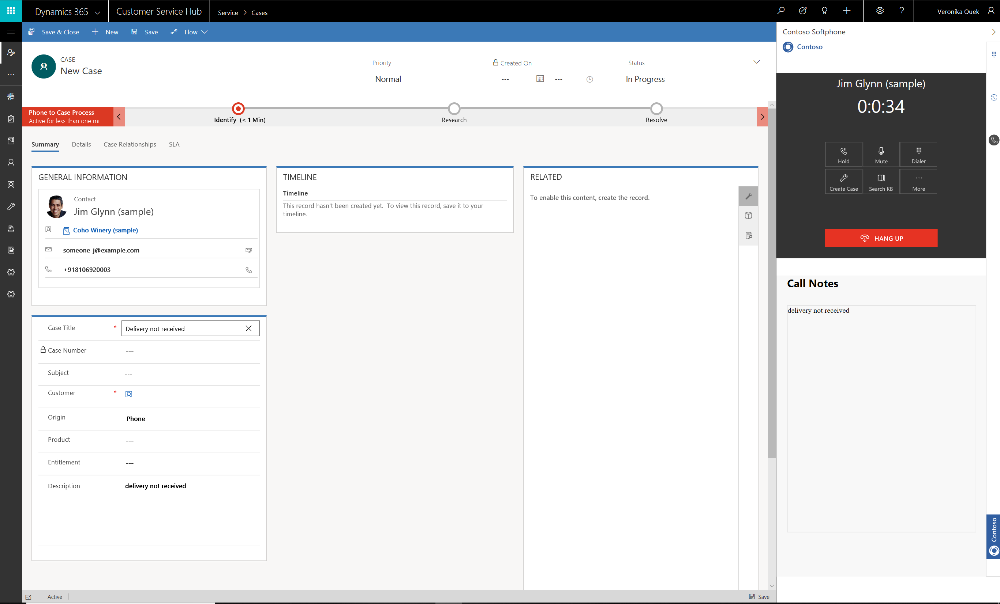 Dynamics 365
Customer Service Hub
Service > Cases
Veronika Quek
Save & Close
New
Save
Flow
Contoso Softphone
Contoso
CASE
New Case
Priority
Normal
Created On
---
---
Status
In Progress
Phone to Case Process
Active for less than one mi...
Identify (< 1 Min)
Research
Resolve
Summary
Details
Case Relationships
SLA
GENERAL INFORMATION
Contact
Jim Glynn (sample)
Coho Winery (sample)
someone_j@example.com
+918106920003
Case Title
*
Delivery not received
Case Number
---
Subject
---
Customer
*
Origin
Phone
Product
---
Entitlement
---
Description
delivery not received
TIMELINE
Timeline
This record hasn't been created yet. To view this record, save it to your
timeline.
RELATED
To enable this content, create the record.
Jim Glynn (sample)
0:0:34
Hold
Mute
Dialer
Create Case
Search KB
More
HANG UP
Call Notes
delivery not received
Contoso
Active
Save